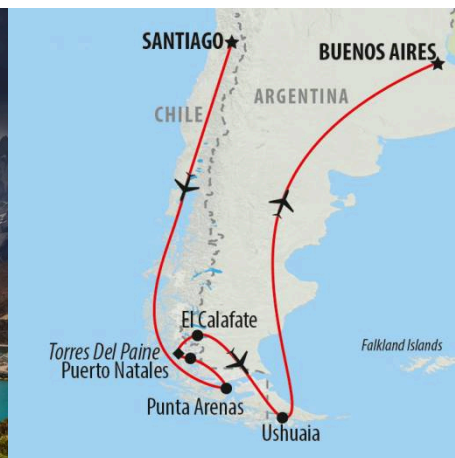 SANTIAGO
BUENOS AIRES
ARGENTINA
CHILE
El Calafate
Torres Del Paine
Puerto Natales
Falkland Islands
Punta Arenas
Ushuaia